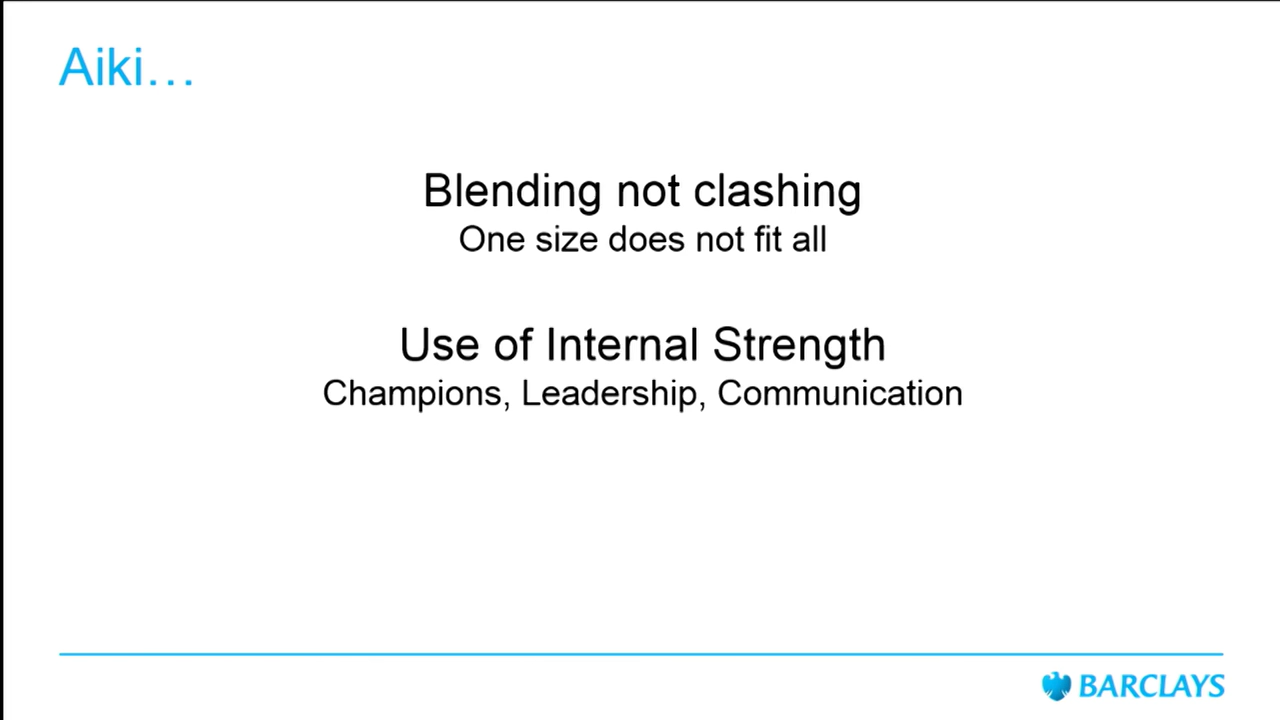 Aiki…
Blending not clashing
One size does not fit all
Use of Internal Strength
Champions, Leadership, Communication
BARCLAYS